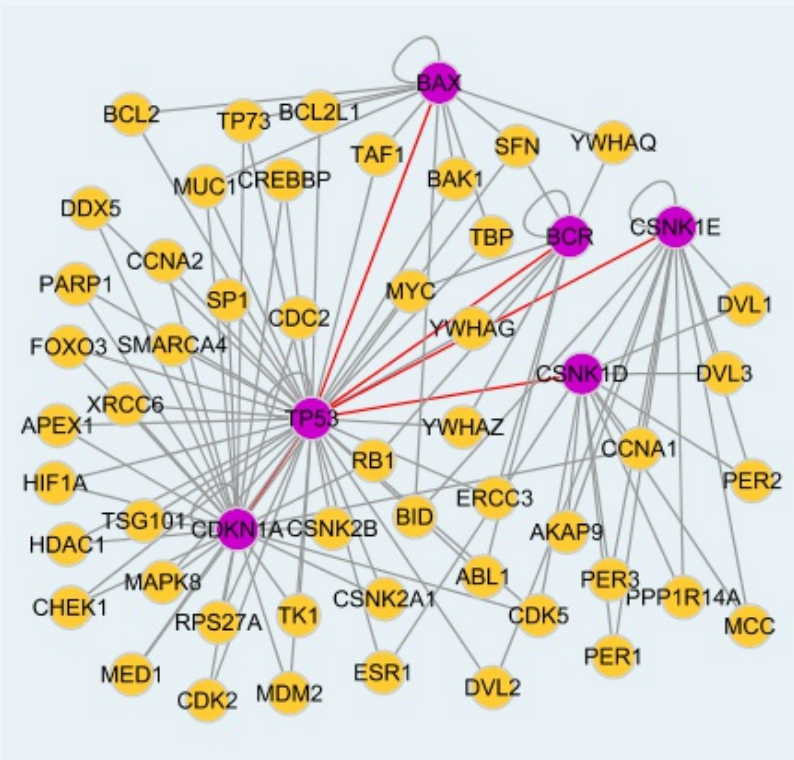 BAX
BCL2
TP73
BCL2L1
TAF1
SFN
YWHAQ
MUC1
CREBBP
BAK1
DDX5
TBP
BCR
CSNK1E
CCNA2
PARP1
SP1
MYC
DVL1
CDC2
YWHAG
FOXO3
SMARCA4
CSNK1D
DVL3
XRCC6
APEX1
TP53
YWHAZ
RB1
CCNA1
HIF1A
PER2
ERCC3
TSG101
CDKN1A
CSNK2B
BID
AKAP9
HDAC1
MAPK8
ABL1
PER3
CHEK1
RPS27A
TK1
CSNK2A1
CDK5
PPP1R14A
MCC
MED1
CDK2
MDM2
ESR1
DVL2
PER1